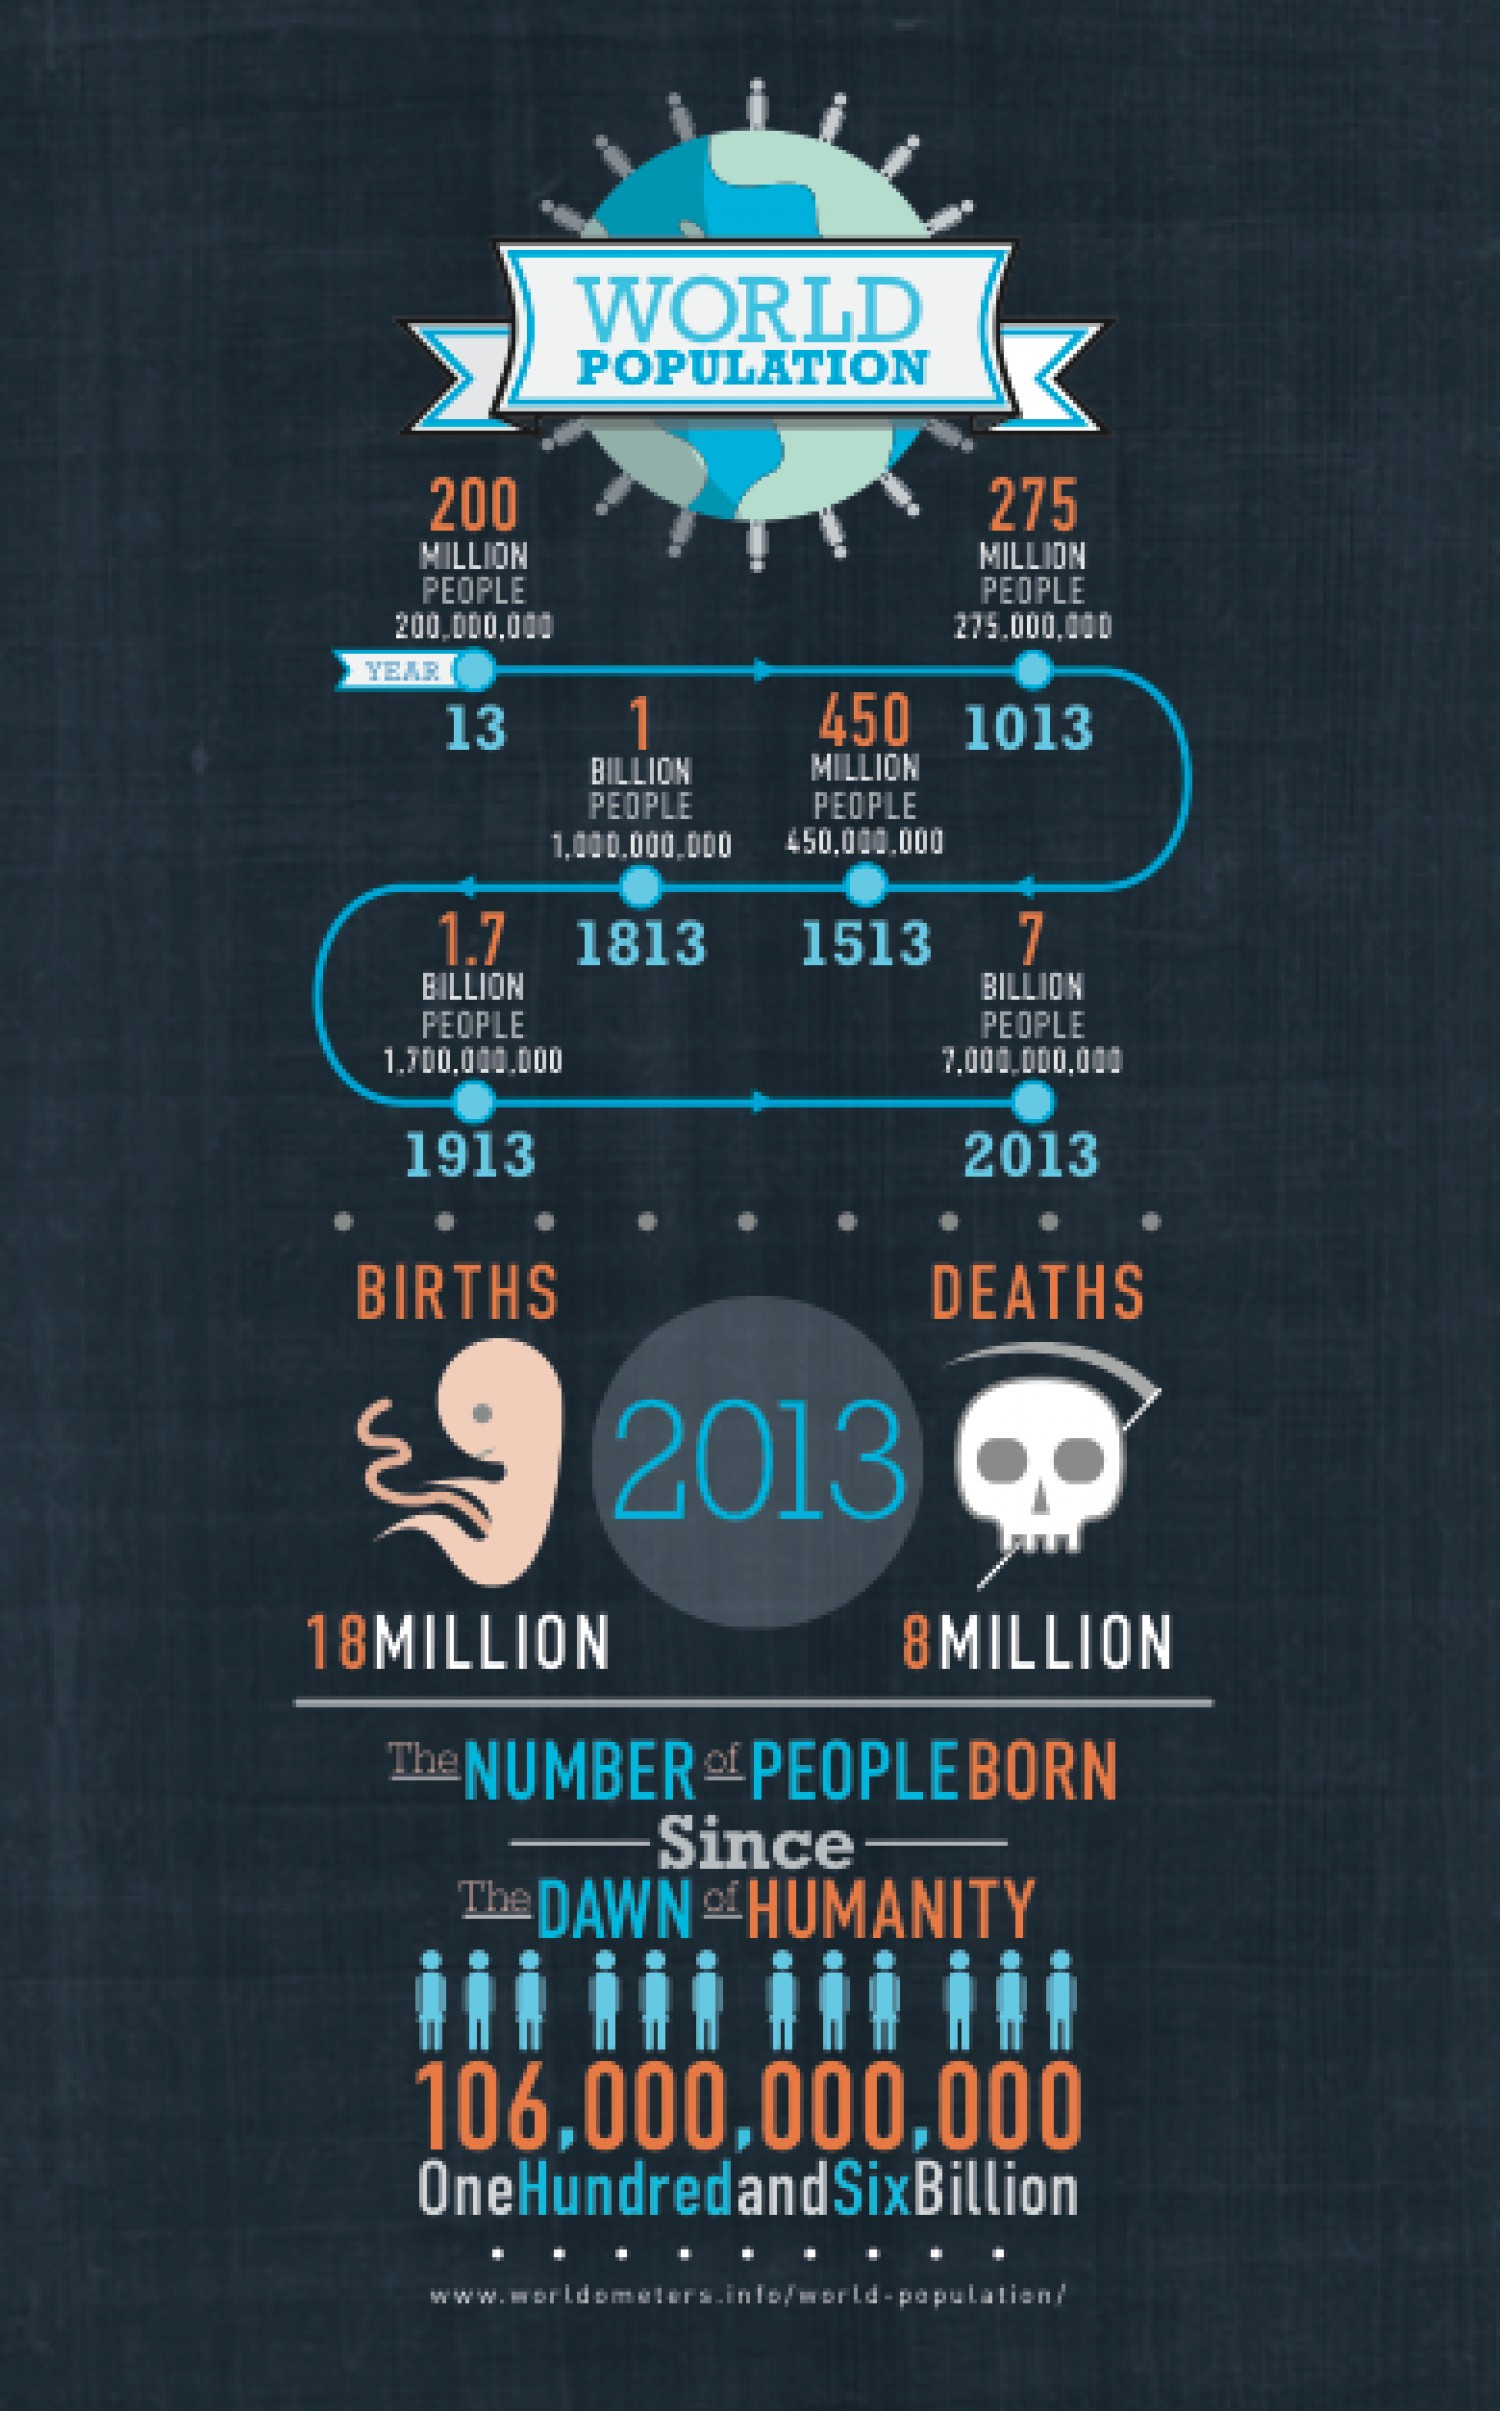 WORLD
POPULATION
200
MILLION
PEOPLE
200,000,000
275
MILLION
PEOPLE
275,000,000
YEAR
13
1013
450
MILLION
PEOPLE
450,000,000
1513
1
BILLION
PEOPLE
1,000,000,000
1813
1.7
BILLION
PEOPLE
1,700,000,000
1913
7
BILLION
PEOPLE
7,000,000,000
2013
BIRTHS
DEATHS
2013
18MILLION
8MILLION
The NUMBER of PEOPLE BORN
Since
The DAWN of HUMANITY
106,000,000,000
OneHundredandSixBillion
www.worldometers.info/world-population/